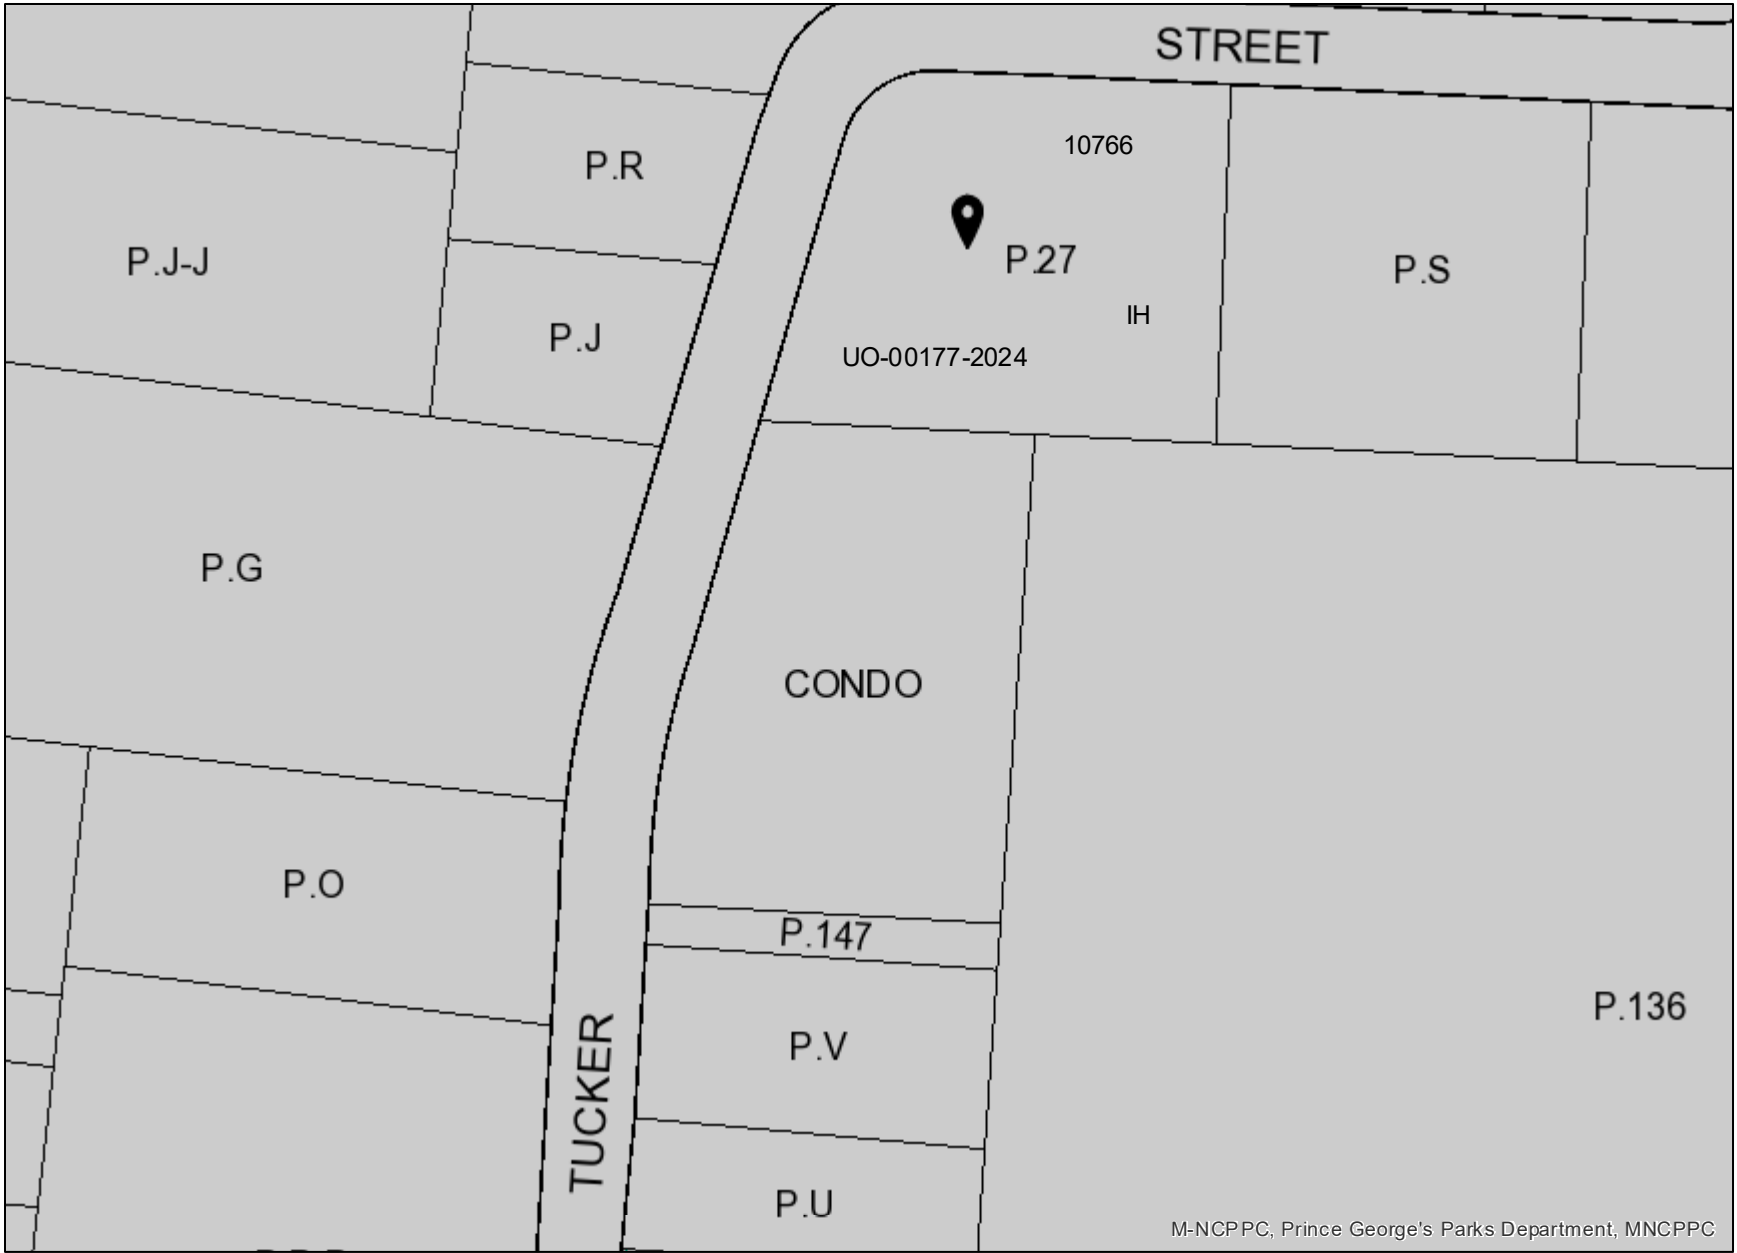 STREET
10766
P.R
P.27
P.J-J
P.S
IH
P.J
UO-00177-2024
P.G
CONDO
P.O
P.147
P.136
P.V
TUCKER
P.U
M-NCPPC, Prince George's Parks Department, MNCPPC